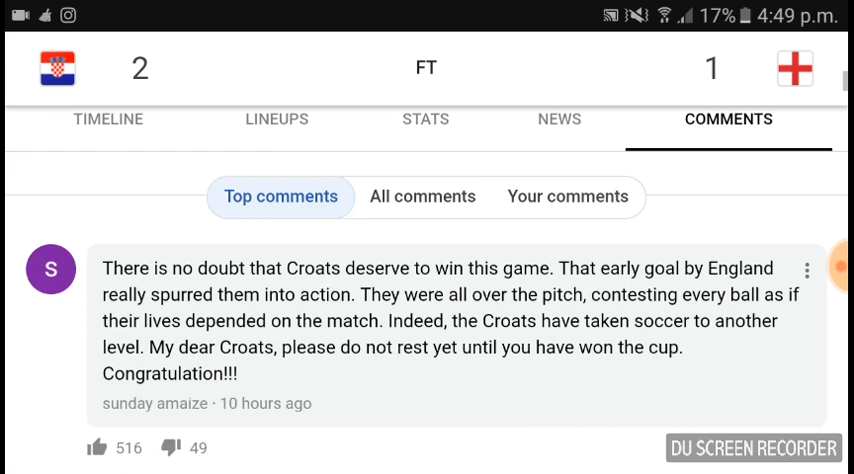 17% 4:49 p.m.
2 FT 1
TIMELINE LINEUPS STATS NEWS COMMENTS
Top comments All comments Your comments
S
There is no doubt that Croats deserve to win this game. That early goal by England
really spurred them into action. They were all over the pitch, contesting every ball as if
their lives depended on the match. Indeed, the Croats have taken soccer to another
level. My dear Croats, please do not rest yet until you have won the cup.
Congratulation!!!
sunday amaize · 10 hours ago
516 49
DU SCREEN RECORDER